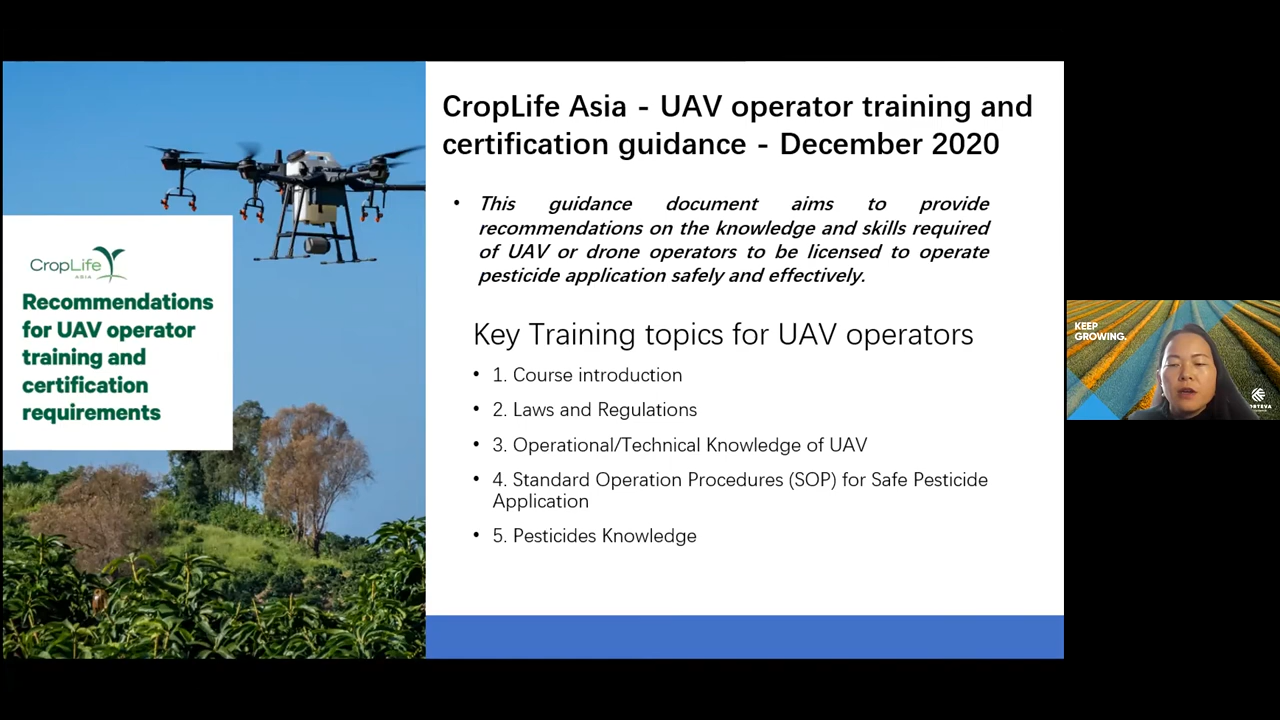 CropLife
ASIA
Recommendations
for UAV operator
training and
certification
requirements
CropLife Asia - UAV operator training and
certification guidance - December 2020
• This guidance document aims to provide
recommendations on the knowledge and skills required
of UAV or drone operators to be licensed to operate
pesticide application safely and effectively.
Key Training topics for UAV operators
• 1. Course introduction
• 2. Laws and Regulations
• 3. Operational/Technical Knowledge of UAV
• 4. Standard Operation Procedures (SOP) for Safe Pesticide
Application
• 5. Pesticides Knowledge
KEEP
GROWING.